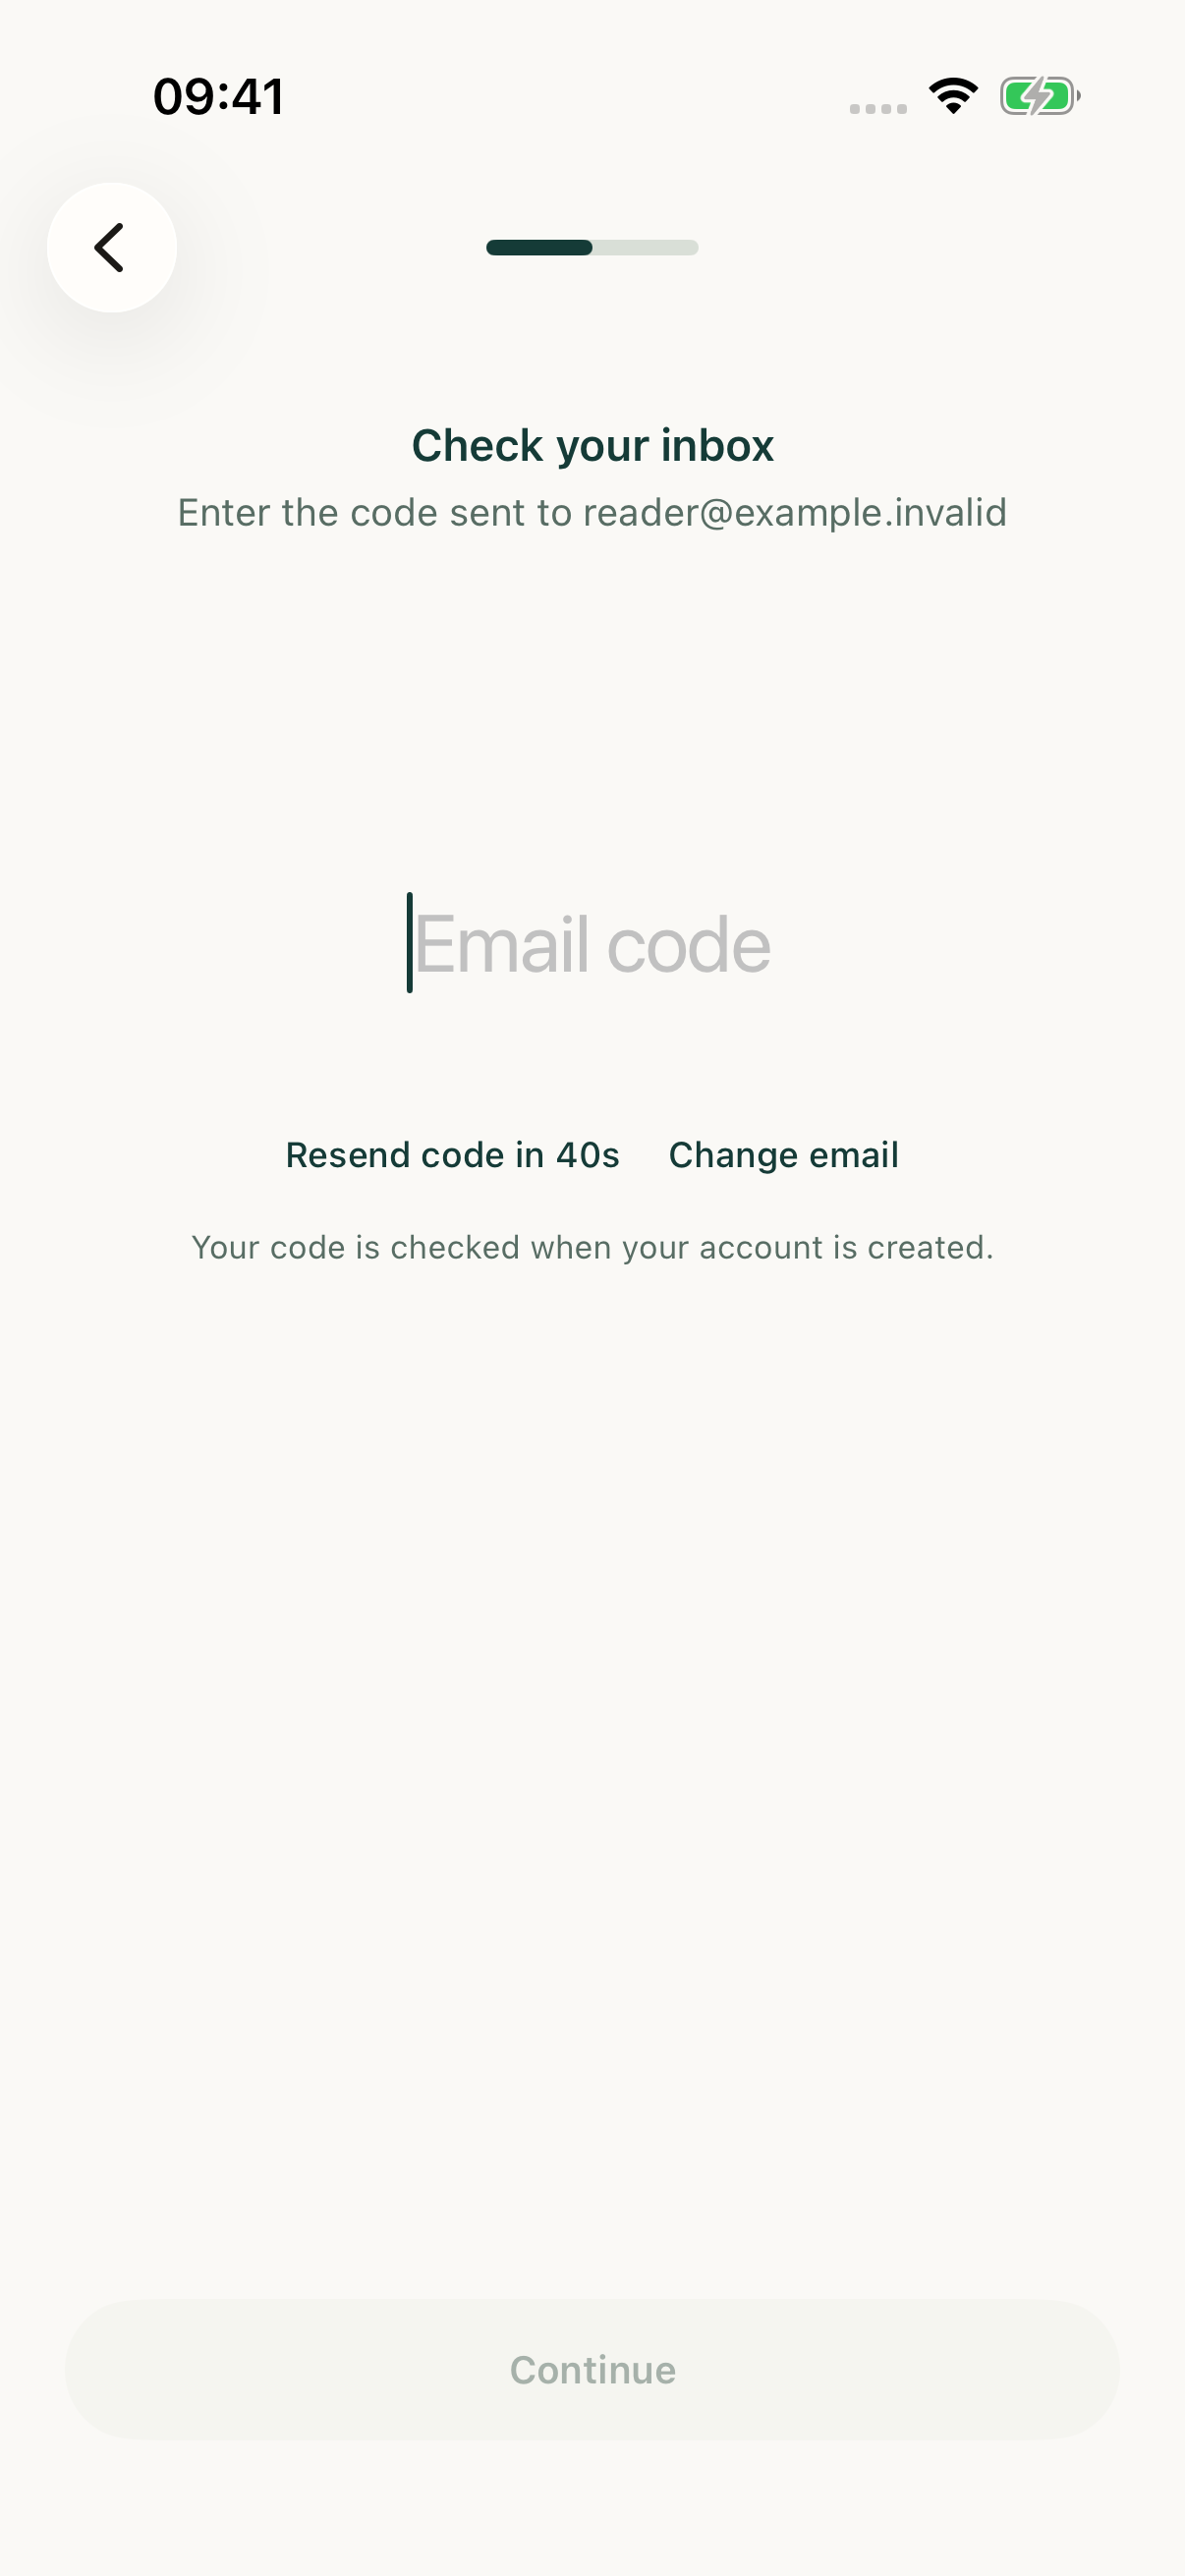 09:41
Check your inbox
Enter the code sent to reader@example.invalid
Email code
Resend code in 40s Change email
Your code is checked when your account is created.
Continue